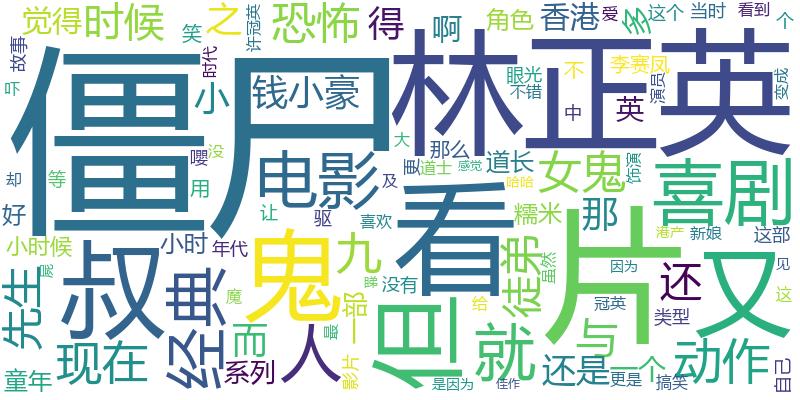 觉得
时候
笑
之
许冠英
恐怖
得
啊
角色
香港
多
爱
这个
当时
看到
个
故事
吓
时代
小
钱小豪
林正英
眼光
不错
不
中
李赛凤
英
演员
变成
僵尸
电影
嘤
没
大
那么
更
道士
感觉
道长
哈哈
女鬼
饰演
喜剧
却
等
用
及
好
让
驱
喜欢
看
糯米
那
片
港产
新娘
这部
小时候
小时
年代
叔
鬼
九
没有
睇
徒弟
虽然
因为
还
又
见
这
先生
属
经典
魔
而
一部
最
但
给
就
与
冠英
类型
童年
现在
系列
人
影片
是因为
佳作
还是
一个
更是
搞笑
动作
自己